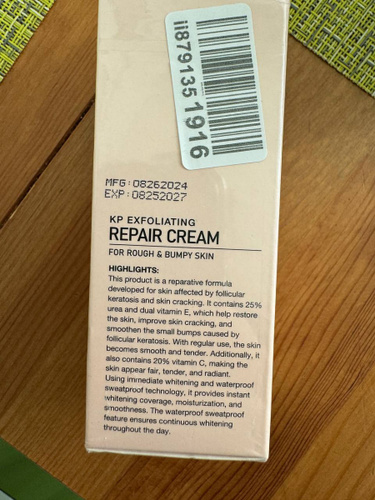 ii8791351916
MFG:08262024
EXP:08252027
KP EXFOLIATING
REPAIR CREAM
FOR ROUGH & BUMPY SKIN
HIGHLIGHTS:
This product is a reparative formula
developed for skin affected by follicular
keratosis and skin cracking. It contains 25%
urea and dual vitamin E, which help restore
the skin, improve skin cracking, and
smoothen the small bumps caused by
follicular keratosis. With regular use, the skin
becomes smooth and tender. Additionally, it
also contains 20% vitamin C, making the
skin appear fair, tender, and radiant.
Using immediate whitening and waterproof
sweatproof technology, it provides instant
whitening coverage, moisturization, and
smoothness. The waterproof sweatproof
feature ensures continuous whitening
throughout the day.